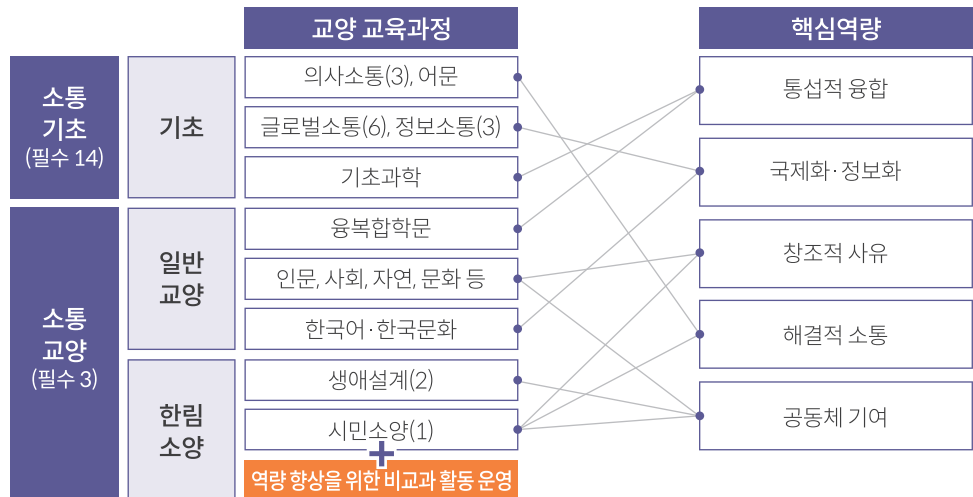 교양 교육과정
핵심역량
소통
기초
(필수 14)
기초
의사소통(3), 어문
글로벌소통(6), 정보소통(3)
기초과학
소통
교양
(필수 3)
일반
교양
융복합학문
인문, 사회, 자연, 문화 등
한국어·한국문화
한림
소양
생애설계(2)
시민소양(1)
+
역량 향상을 위한 비교과 활동 운영
통섭적 융합
국제화·정보화
창조적 사유
해결적 소통
공동체 기여